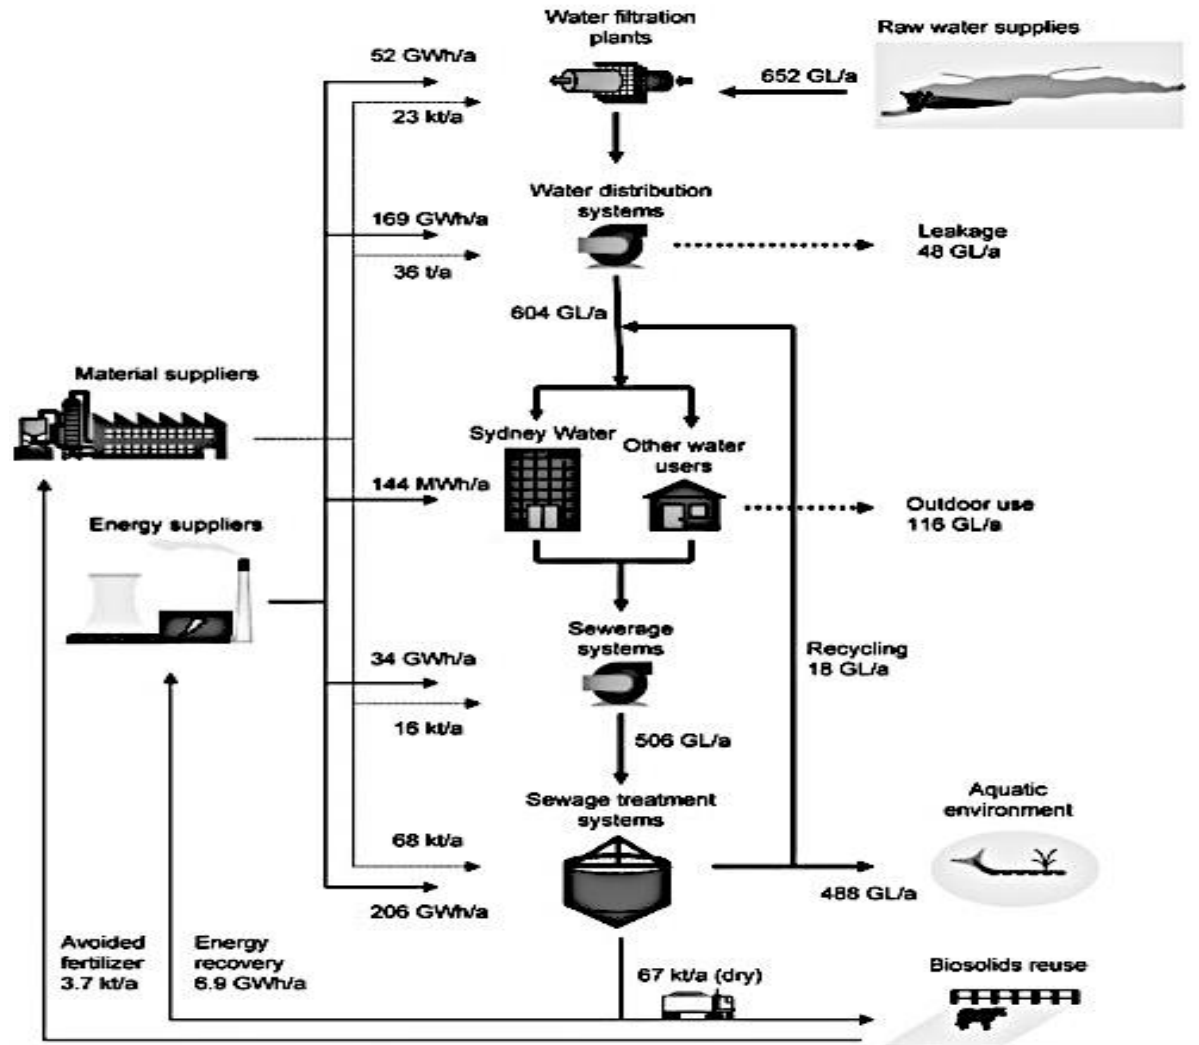 Water filtration
plants
Raw water supplies
52 GWh/a
652 GL/a
23 kt/a
Water distribution
systems
169 GWh/a
Leakage
48 GL/a
36 t/a
604 GL/a
Material suppliers
Sydney Water
Other water
users
144 MWh/a
Outdoor use
116 GL/a
Energy suppliers
Sewerage
systems
Recycling
18 GL/a
34 GWh/a
16 kt/a
506 GL/a
Aquatic
environment
Sewage treatment
systems
68 kt/a
488 GL/a
206 GWh/a
Avoided
fertilizer
3.7 kt/a
Energy
recovery
6.9 GWh/a
67 kt/a (dry)
Biosolids reuse